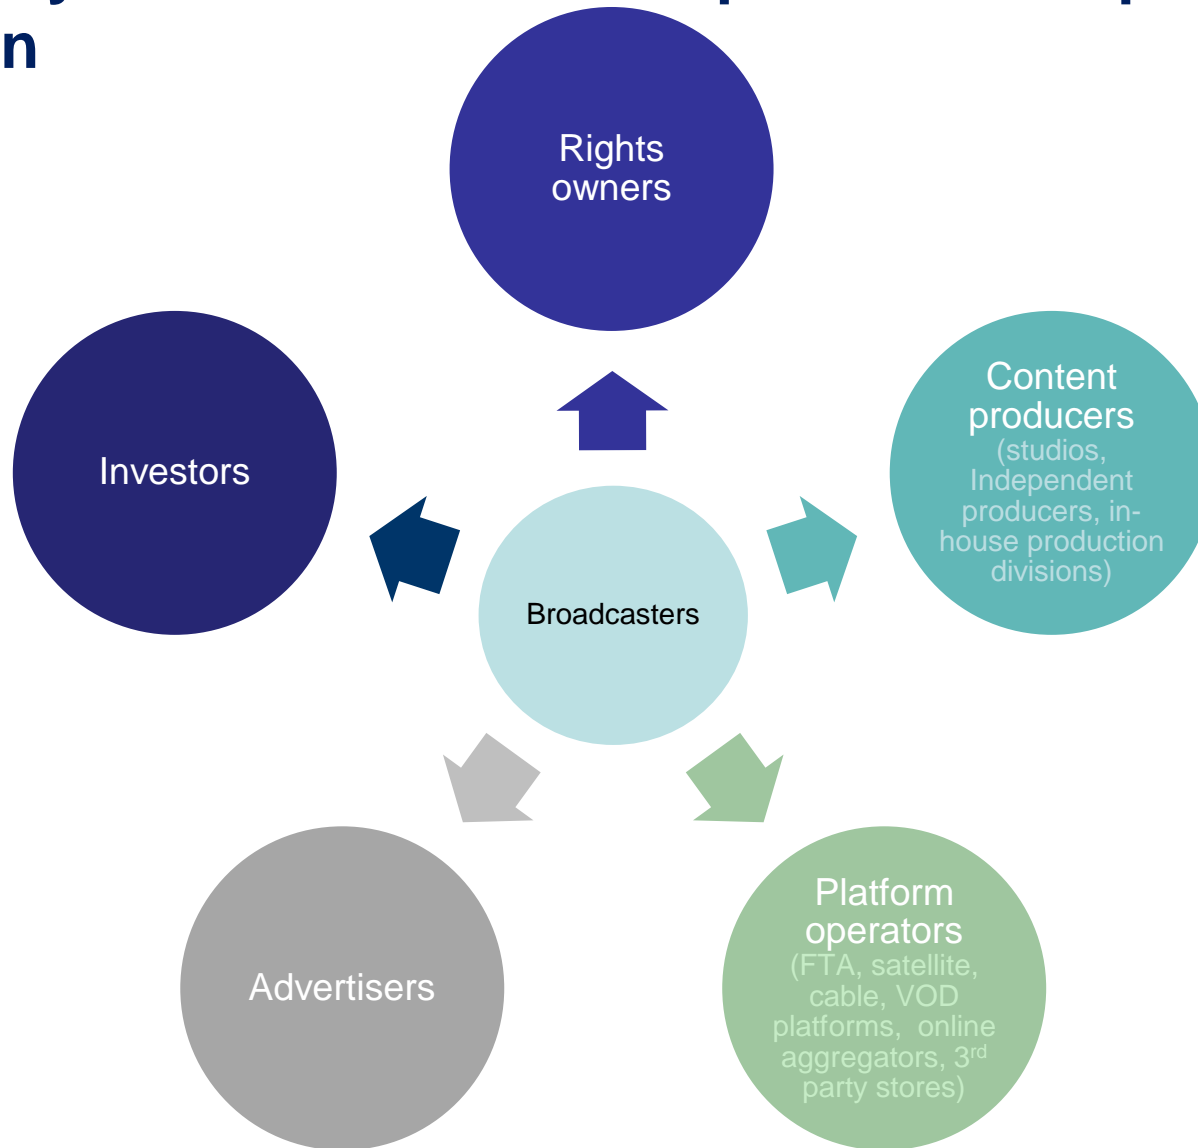 n
Rights
owners
Content
producers
(studios,
Independent
producers, in-
house production
divisions)
Investors
Broadcasters
Platform
operators
(FTA, satellite,
cable, VOD
platforms,  online
aggregators, 3rd
party stores)
Advertisers